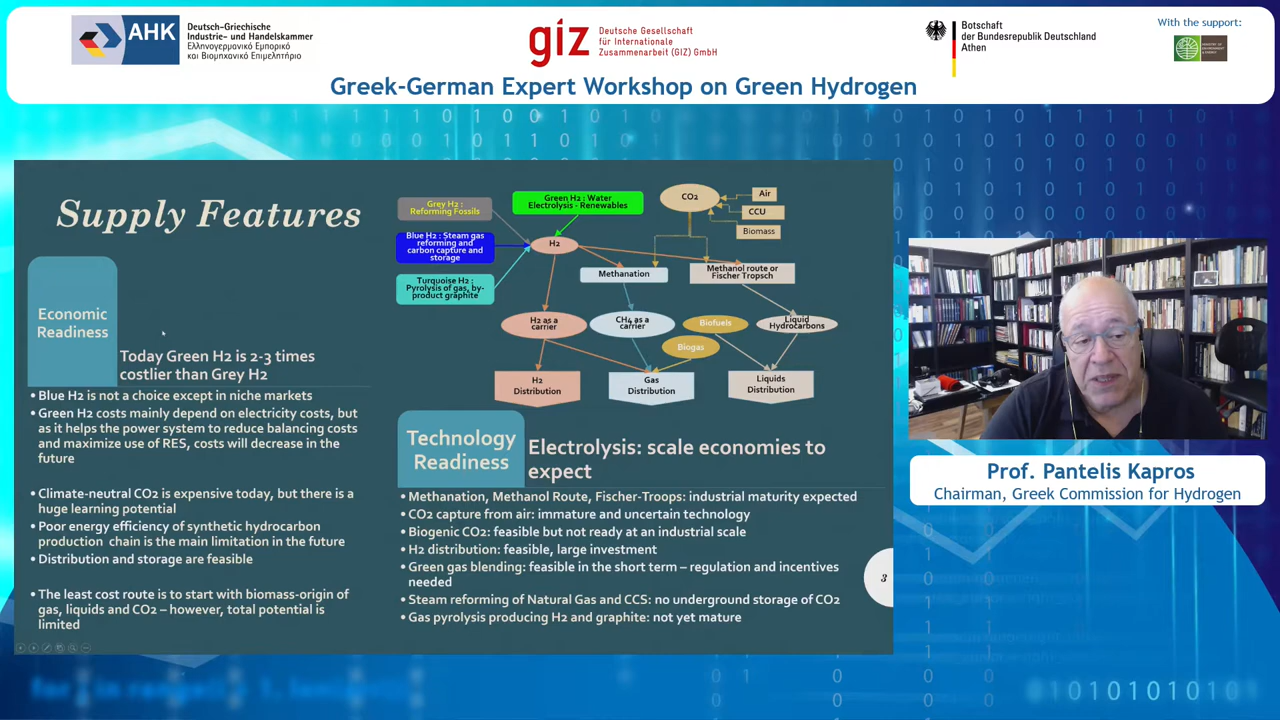 AHK
Deutsch-Griechische
Industrie- und Handelskammer
Ελληνογερμανικό Εμπορικό
και Βιομηχανικό Επιμελητήριο
giz
Deutsche Gesellschaft
für Internationale
Zusammenarbeit (GIZ) GmbH
Botschaft
der Bundesrepublik Deutschland
Athen
With the support:
Greek-German Expert Workshop on Green Hydrogen
Supply Features
Economic
Readiness
Today Green H2 is 2-3 times
costlier than Grey H2
• Blue H2 is not a choice except in niche markets
• Green H2 costs mainly depend on electricity costs, but
as it helps the power system to reduce balancing costs
and maximize use of RES, costs will decrease in the
future
• Climate-neutral CO2 is expensive today, but there is a
huge learning potential
• Poor energy efficiency of synthetic hydrocarbon
production chain is the main limitation in the future
• Distribution and storage are feasible
• The least cost route is to start with biomass-origin of
gas, liquids and CO2 – however, total potential is
limited
Grey H2 :
Reforming Fossils
Green H2 : Water
Electrolysis - Renewables
CO2
Air
CCU
Biomass
Blue H2 : Steam gas
reforming and
carbon capture and
storage
H2
Turquoise H2 :
Pyrolysis of gas, by-
product graphite
Methanation
Methanol route or
Fischer Tropsch
H2 as a
carrier
CH4 as a
carrier
Biofuels
Liquid
Hydrocarbons
Biogas
H2
Distribution
Gas
Distribution
Liquids
Distribution
Technology
Readiness
Electrolysis: scale economies to
expect
• Methanation, Methanol Route, Fischer-Troops: industrial maturity expected
• CO2 capture from air: immature and uncertain technology
• Biogenic CO2: feasible but not ready at an industrial scale
• H2 distribution: feasible, large investment
• Green gas blending: feasible in the short term – regulation and incentives
needed
• Steam reforming of Natural Gas and CCS: no underground storage of CO2
• Gas pyrolysis producing H2 and graphite: not yet mature
3
Prof. Pantelis Kapros
Chairman, Greek Commission for Hydrogen
010101010101